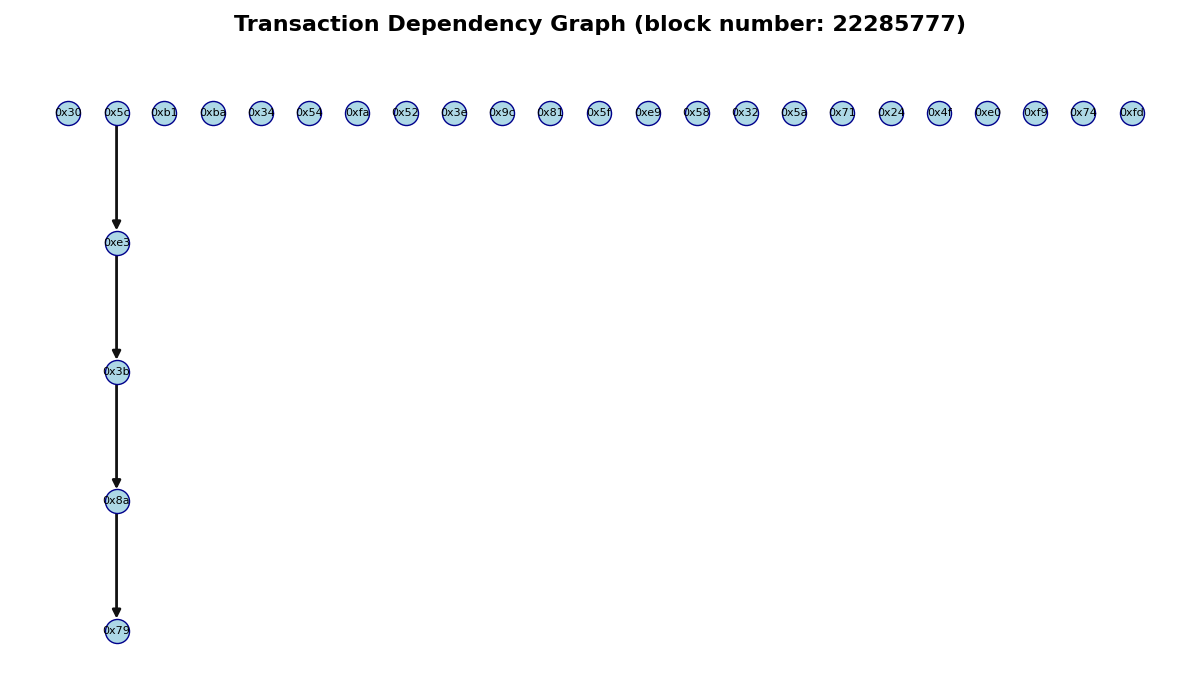 Transaction Dependency Graph (block number: 22285777)
0x30 0x5c 0xb1 0xba 0x34 0x54 0xfa 0x52 0x3e 0x9c 0x81 0x5f 0xe9 0x58 0x32 0x5a 0x71 0x24 0x4f 0xe0 0xf9 0x74 0xfd
0xe3
0x3b
0x8a
0x79